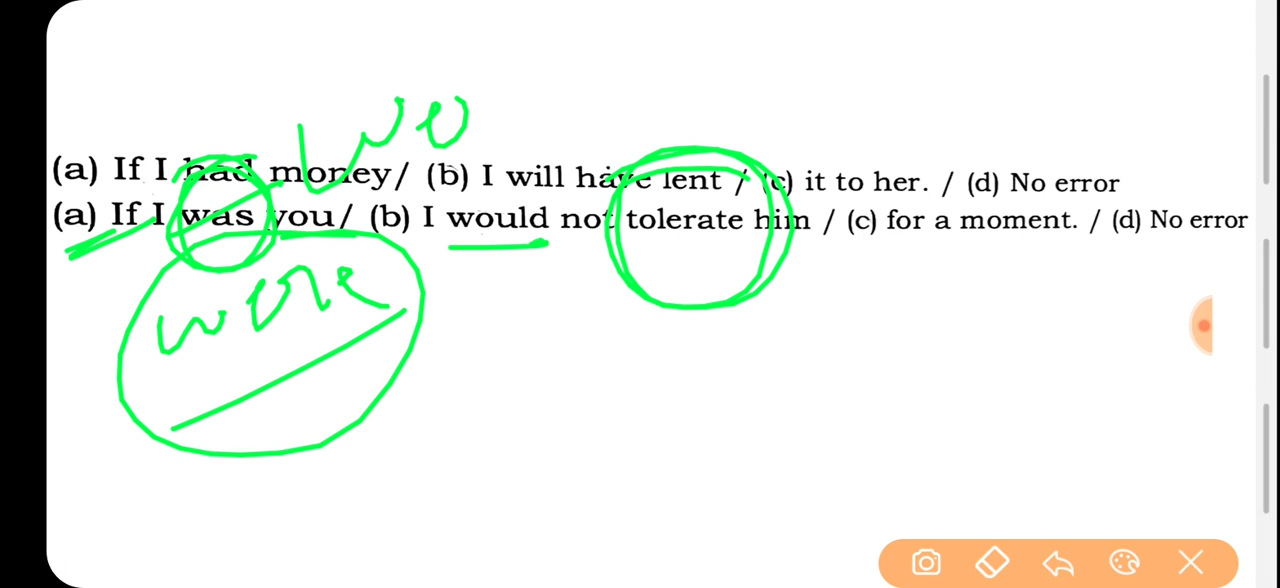 we
(a) If I had money/ (b) I will have lent / (c) it to her. / (d) No error
(a) If I was you/ (b) I would not tolerate him / (c) for a moment. / (d) No error
were